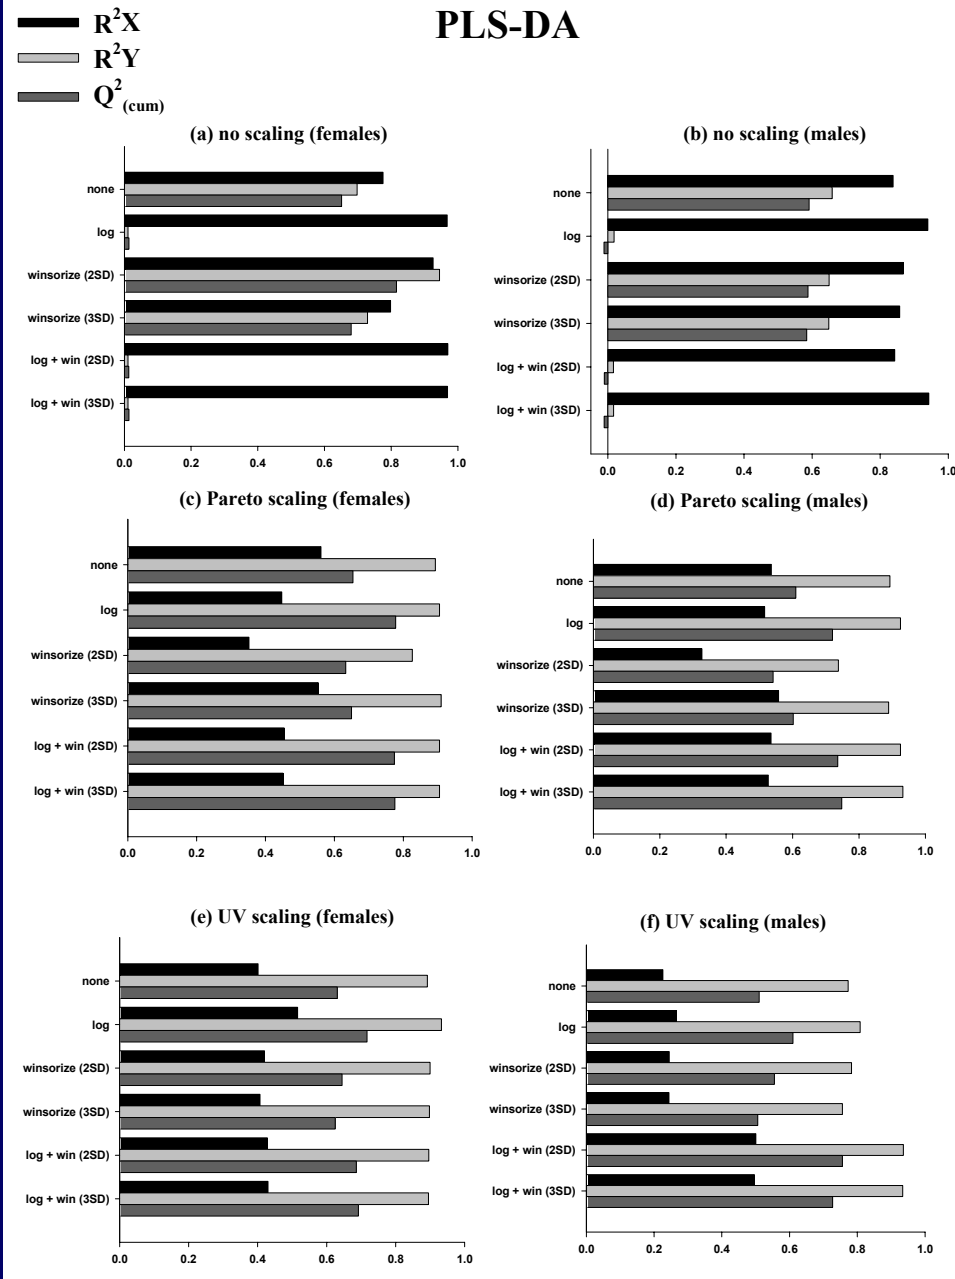 PLS-DA
R²X
R²Y
Q²(cum)
(a) no scaling (females)
none
log
winsorize (2SD)
winsorize (3SD)
log + win (2SD)
log + win (3SD)
0.0 0.2 0.4 0.6 0.8 1.0
(b) no scaling (males)
none
log
winsorize (2SD)
winsorize (3SD)
log + win (2SD)
log + win (3SD)
0.0 0.2 0.4 0.6 0.8 1.0
(c) Pareto scaling (females)
none
log
winsorize (2SD)
winsorize (3SD)
log + win (2SD)
log + win (3SD)
0.0 0.2 0.4 0.6 0.8 1.0
(d) Pareto scaling (males)
none
log
winsorize (2SD)
winsorize (3SD)
log + win (2SD)
log + win (3SD)
0.0 0.2 0.4 0.6 0.8 1.0
(e) UV scaling (females)
none
log
winsorize (2SD)
winsorize (3SD)
log + win (2SD)
log + win (3SD)
0.0 0.2 0.4 0.6 0.8 1.0
(f) UV scaling (males)
none
log
winsorize (2SD)
winsorize (3SD)
log + win (2SD)
log + win (3SD)
0.0 0.2 0.4 0.6 0.8 1.0